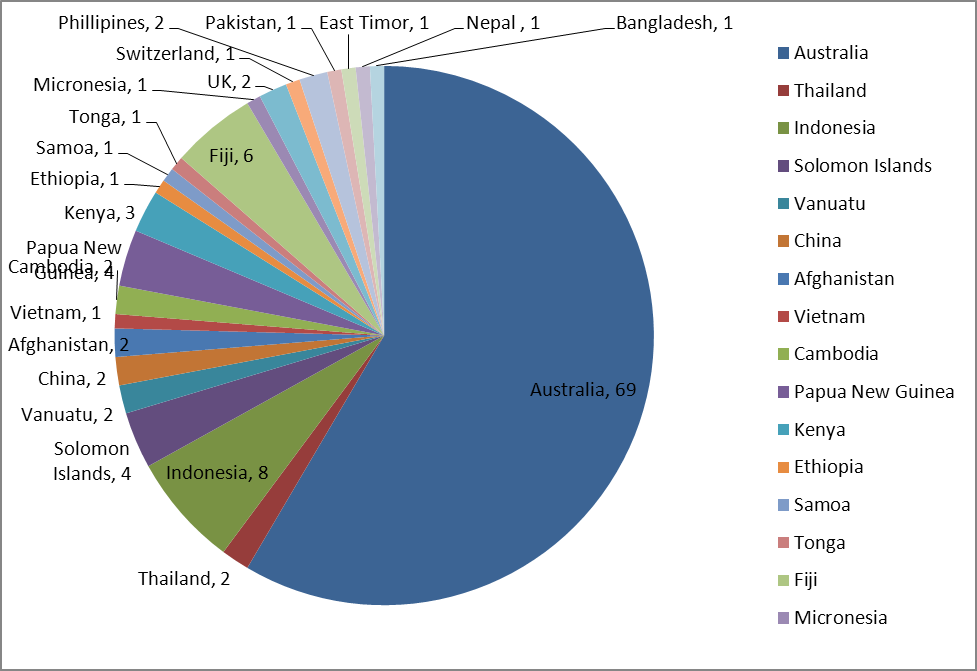 Phillipines, 2
Pakistan, 1
East Timor, 1
Nepal , 1
Bangladesh, 1
Switzerland, 1
UK, 2
Micronesia, 1
Tonga, 1
Fiji, 6
Samoa, 1
Ethiopia, 1
Kenya, 3
Papua New
Guinea, 4
Cambodia, 2
Vietnam, 1
Afghanistan, 2
China, 2
Vanuatu, 2
Solomon
Islands, 4
Indonesia, 8
Thailand, 2
Australia, 69
Australia
Thailand
Indonesia
Solomon Islands
Vanuatu
China
Afghanistan
Vietnam
Cambodia
Papua New Guinea
Kenya
Ethiopia
Samoa
Tonga
Fiji
Micronesia